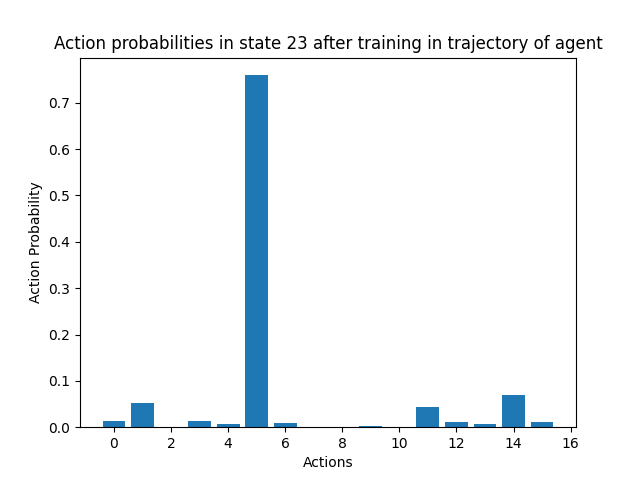 Action probabilities in state 23 after training in trajectory of agent
0.7
0.6
0.5
0.4
0.3
0.2
0.1
0.0
Action Probability
0 2 4 6 8 10 12 14 16
Actions